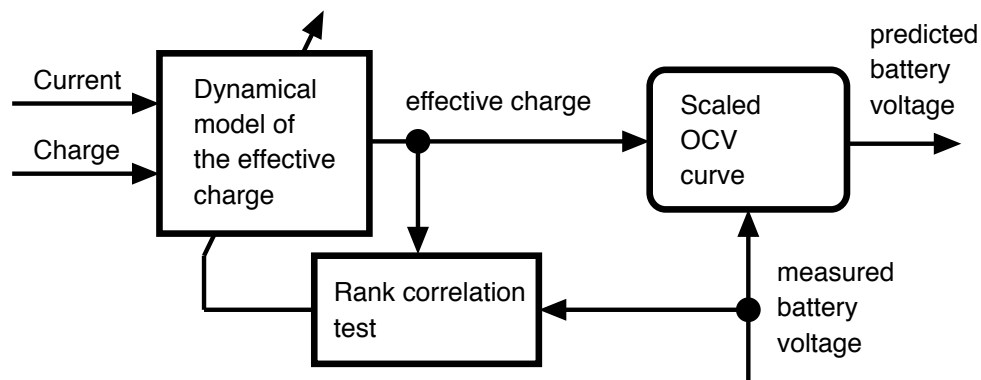 Current
Charge
Dynamical
model of
the effective
charge
effective charge
Scaled
OCV
curve
predicted
battery
voltage
Rank correlation
test
measured
battery
voltage